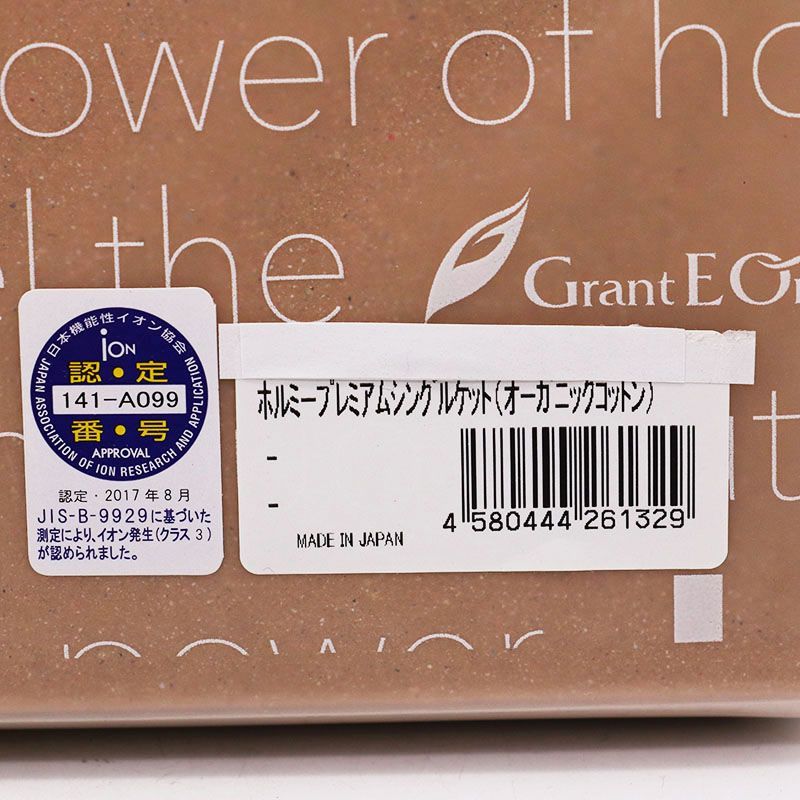 ower of ho
el the
Grant E On
日本機能性イオン協会
ION
認・定
141-A099
番・号
APPROVAL
JAPAN ASSOCIATION OF ION RESEARCH AND APPLICATION
認定・2017年8月
JIS-B-9929に基づいた
測定により、イオン発生(クラス3)
が認められました。
ホルミープレミアムシングルケット(オーガニックコットン)
-
-
MADE IN JAPAN
4 580444 261329
power